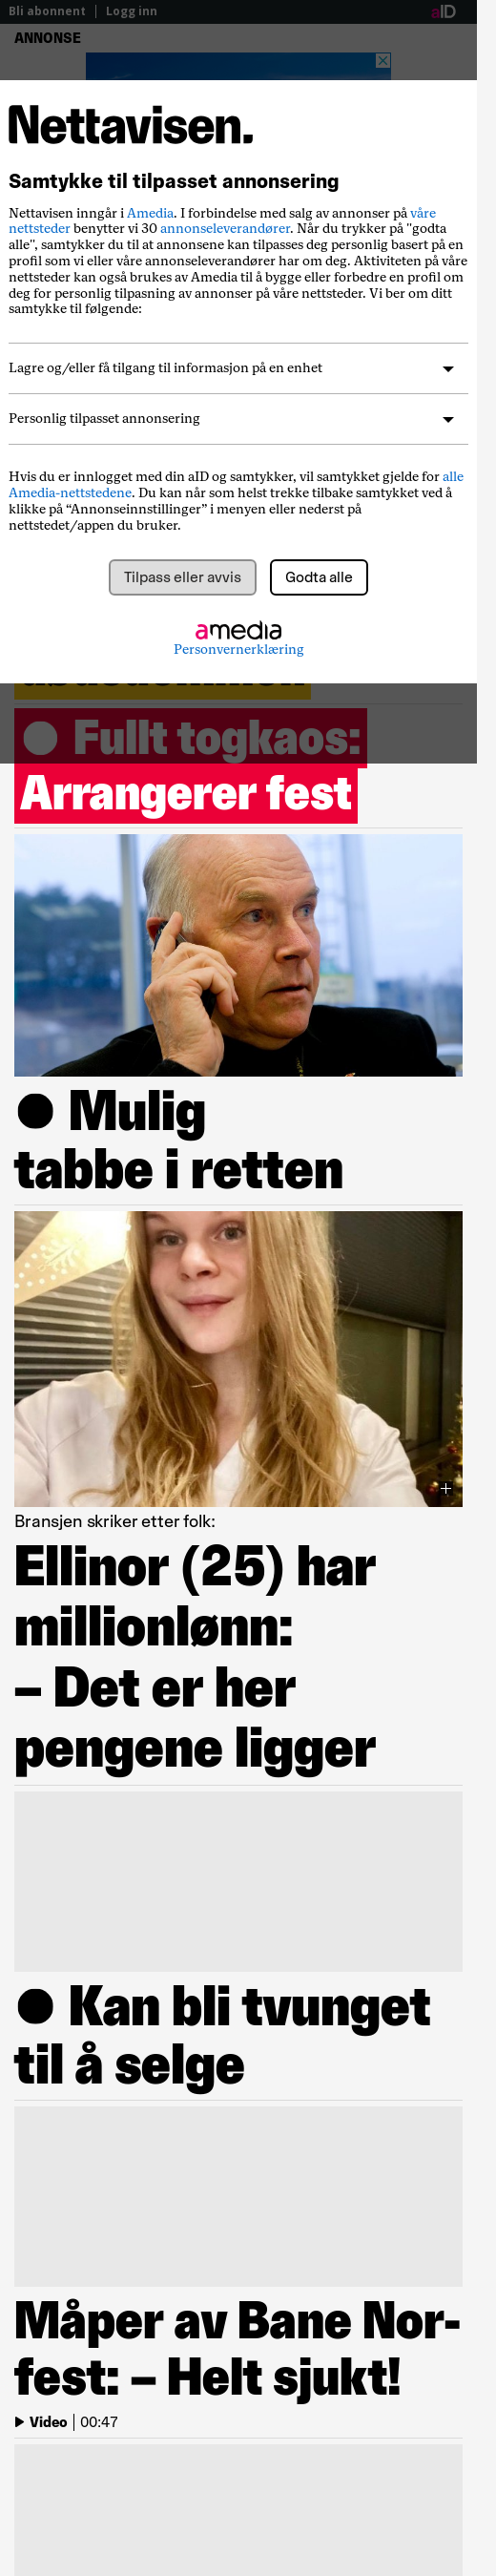 Bli abonnent | Logg inn
aID
ANNONSE
Nettavisen.
Samtykke til tilpasset annonsering
Nettavisen inngår i Amedia. I forbindelse med salg av annonser på våre
nettsteder benytter vi 30 annonseleverandører. Når du trykker på "godta
alle", samtykker du til at annonsene kan tilpasses deg personlig basert på en
profil som vi eller våre annonseleverandører har om deg. Aktiviteten på våre
nettsteder kan også brukes av Amedia til å bygge eller forbedre en profil om
deg for personlig tilpasning av annonser på våre nettsteder. Vi ber om ditt
samtykke til følgende:
Lagre og/eller få tilgang til informasjon på en enhet
Personlig tilpasset annonsering
Hvis du er innlogget med din aID og samtykker, vil samtykket gjelde for alle
Amedia-nettstedene. Du kan når som helst trekke tilbake samtykket ved å
klikke på “Annonseinnstillinger” i menyen eller nederst på
nettstedet/appen du bruker.
Tilpass eller avvis
Godta alle
amedia
Personvernerklæring
● Fullt togkaos:
Arrangerer fest
● Mulig
tabbe i retten
Bransjen skriker etter folk:
Ellinor (25) har
millionlønn:
– Det er her
pengene ligger
● Kan bli tvunget
til å selge
Måper av Bane Nor-
fest: – Helt sjukt!
Video | 00:47